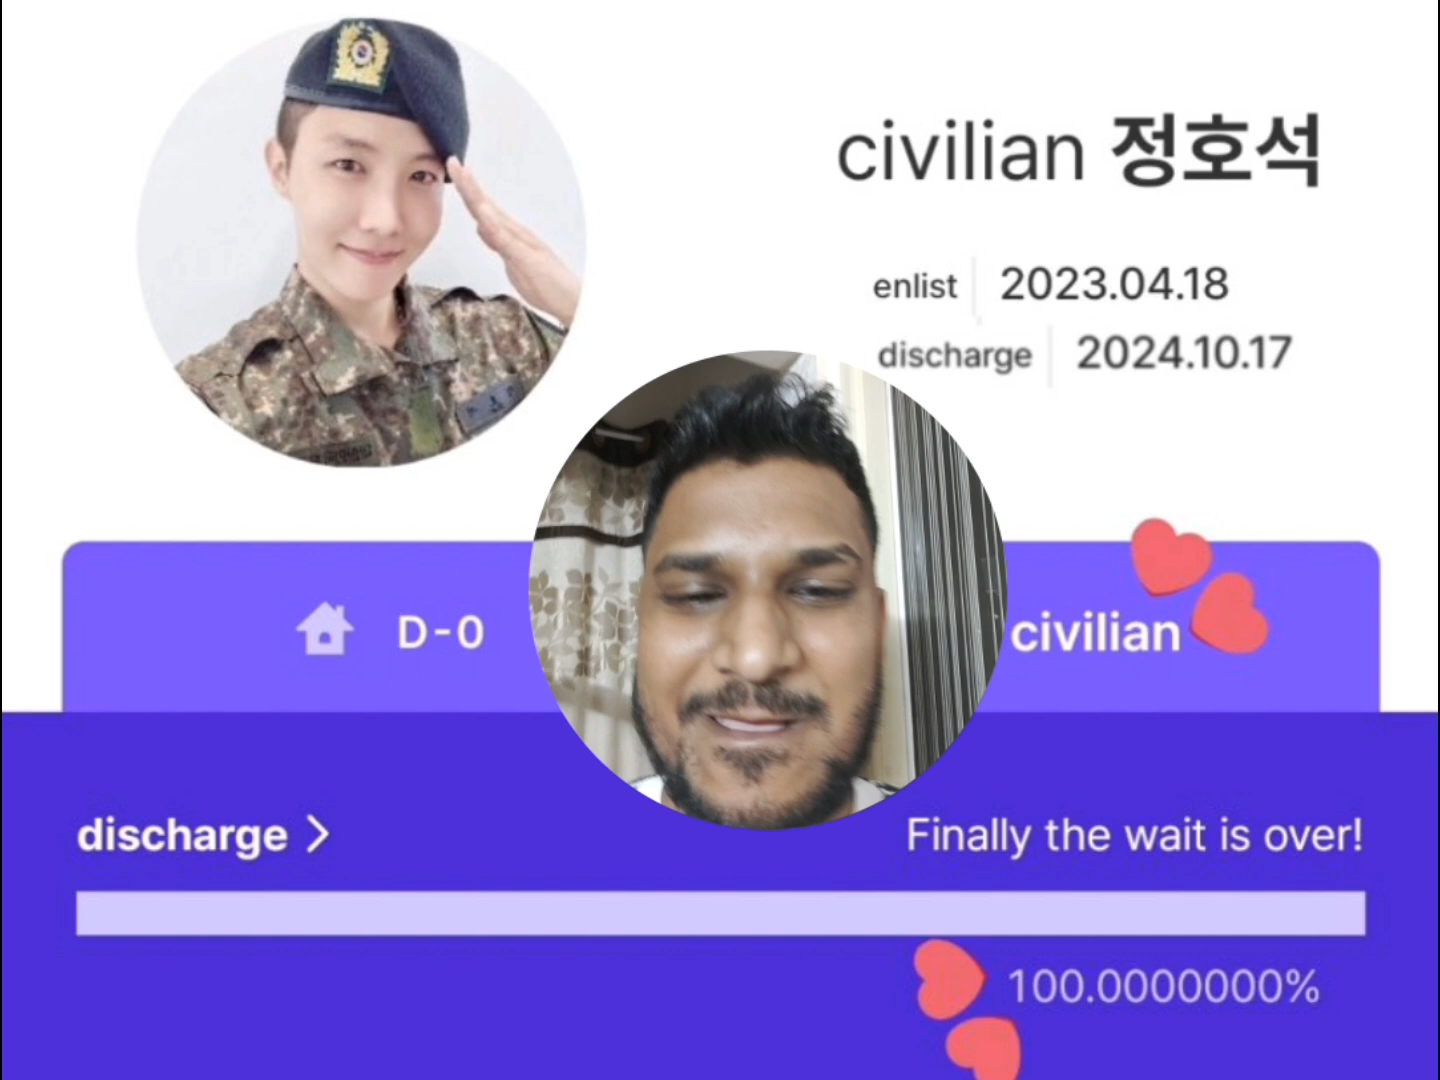 civilian 정호석
enlist 2023.04.18
discharge 2024.10.17
D-0
civilian
discharge >
Finally the wait is over!
100.0000000%